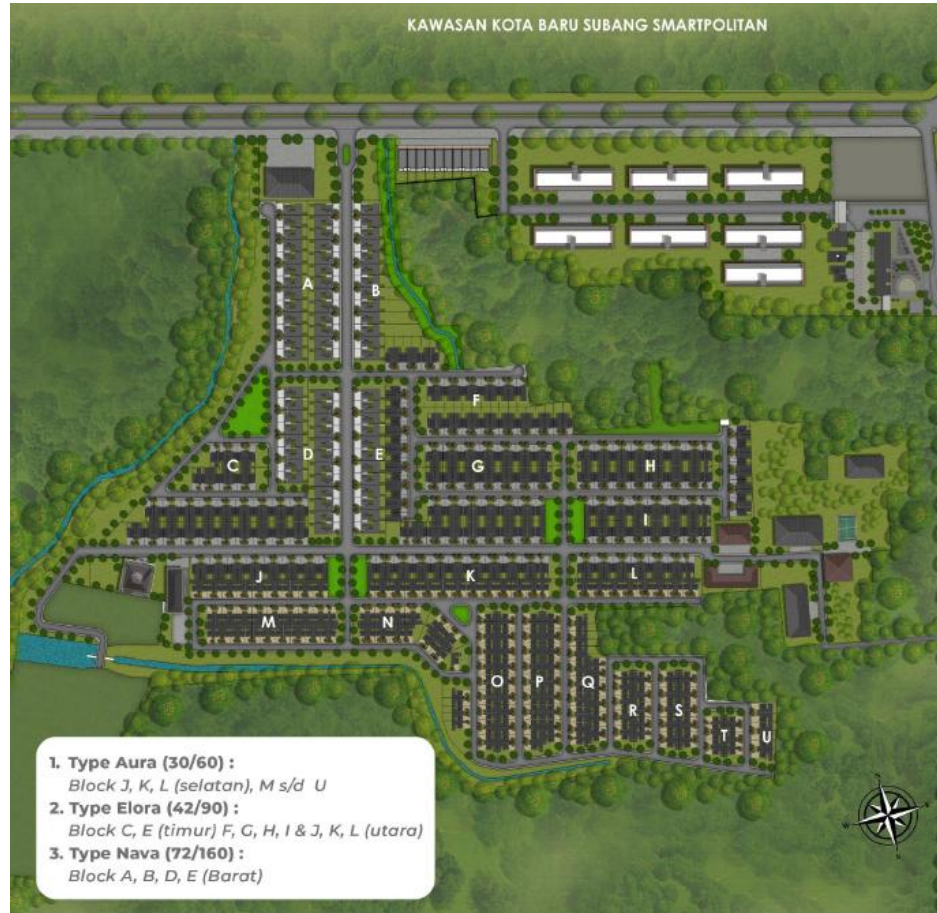 KAWASAN KOTA BARU SUBANG SMARTPOLITAN
A
B
F
C
D
E
G
H
I
J
K
L
M
N
O
P
Q
R
S
T
U
1. Type Aura (30/60) :
Block J, K, L (selatan), M s/d U
2. Type Elora (42/90) :
Block C, E (timur) F, G, H, I & J, K, L (utara)
3. Type Nava (72/160) :
Block A, B, D, E (Barat)